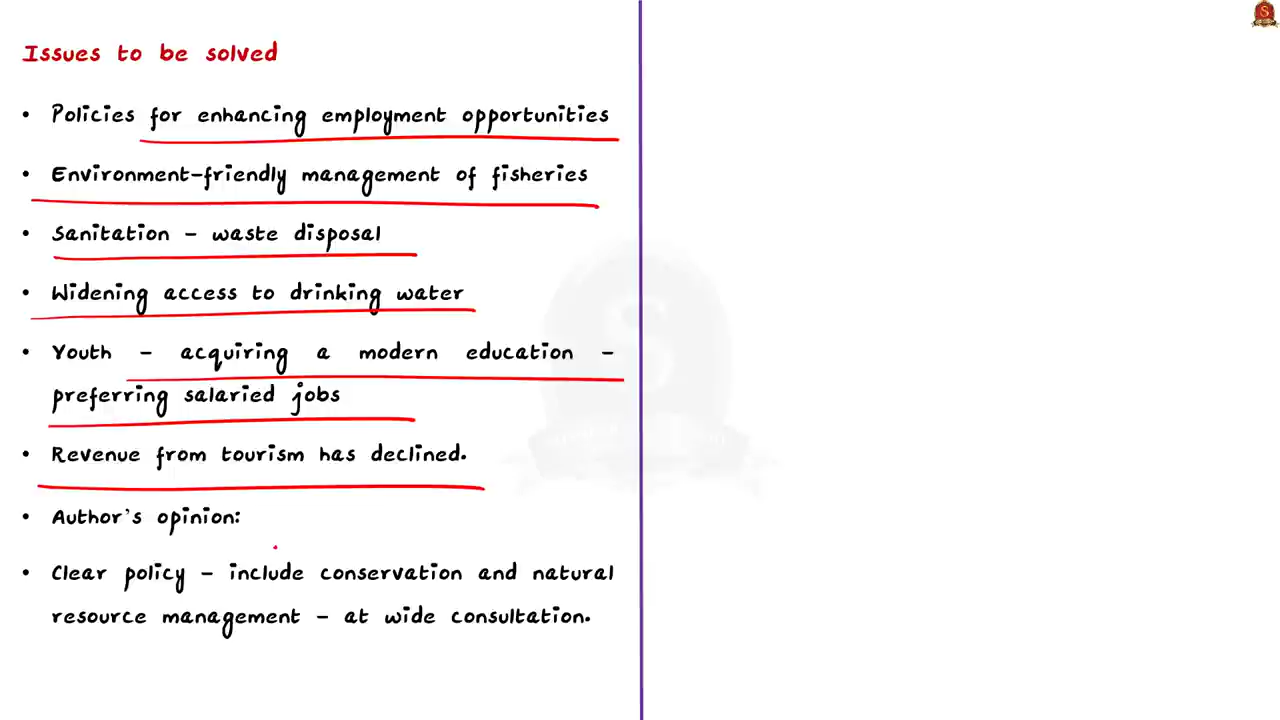 Issues to be solved
• Policies for enhancing employment opportunities
• Environment-friendly management of fisheries
• Sanitation – waste disposal
• Widening access to drinking water
• Youth – acquiring a modern education –
preferring salaried jobs
• Revenue from tourism has declined.
• Author's opinion:
• Clear policy – include conservation and natural
resource management – at wide consultation.